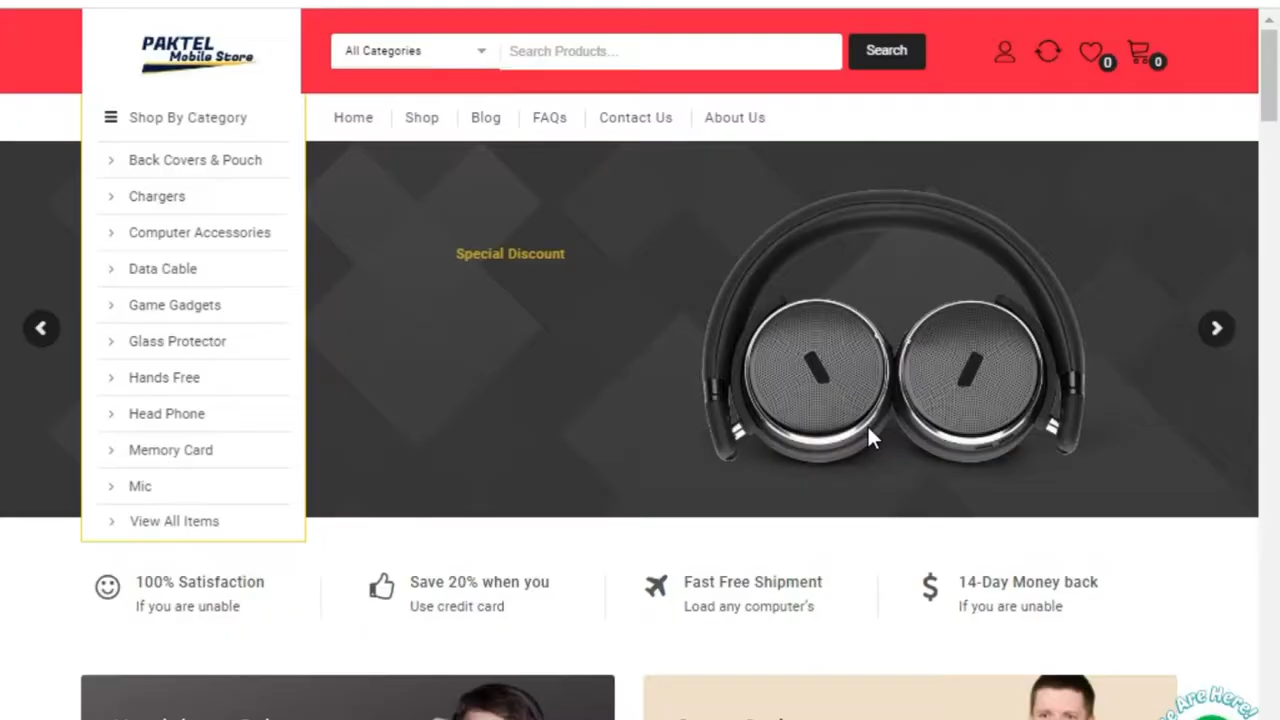 PAKTEL
Mobile Store
All Categories
Search Products...
Search
0
0
Shop By Category
Home
Shop
Blog
FAQs
Contact Us
About Us
Back Covers & Pouch
Chargers
Computer Accessories
Data Cable
Game Gadgets
Glass Protector
Hands Free
Head Phone
Memory Card
Mic
View All Items
Special Discount
100% Satisfaction
If you are unable
Save 20% when you
Use credit card
Fast Free Shipment
Load any computer's
14-Day Money back
If you are unable
Are Here!